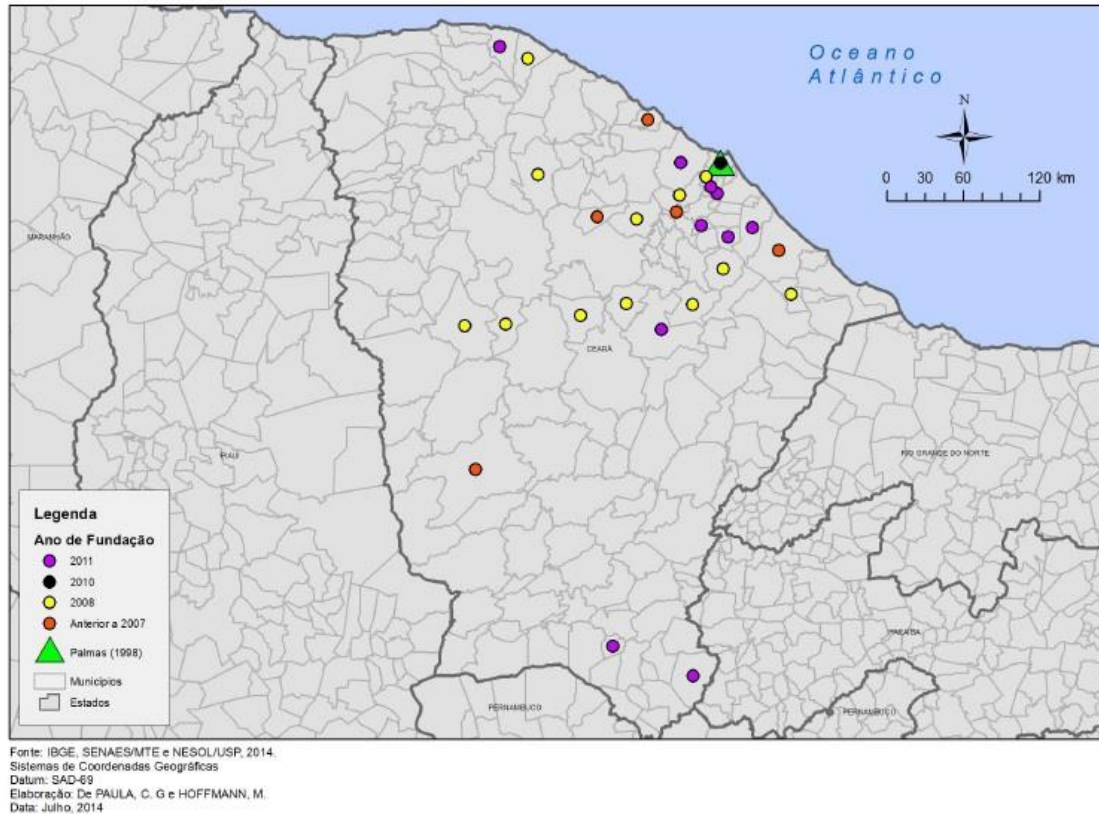 Oceano
Atlântico
N
0 30 60 120 km
MARANHÃO
CEARÁ
PIAUÍ
RIO GRANDE DO NORTE
PARAÍBA
PERNAMBUCO
PERNAMBUCO
Legenda
Ano de Fundação
2011
2010
2008
Anterior a 2007
Palmas (1998)
Municípios
Estados
Fonte: IBGE, SENAES/MTE e NESOL/USP, 2014.
Sistemas de Coordenadas Geográficas
Datum: SAD-69
Elaboração: De PAULA, C. G e HOFFMANN, M.
Data: Julho, 2014